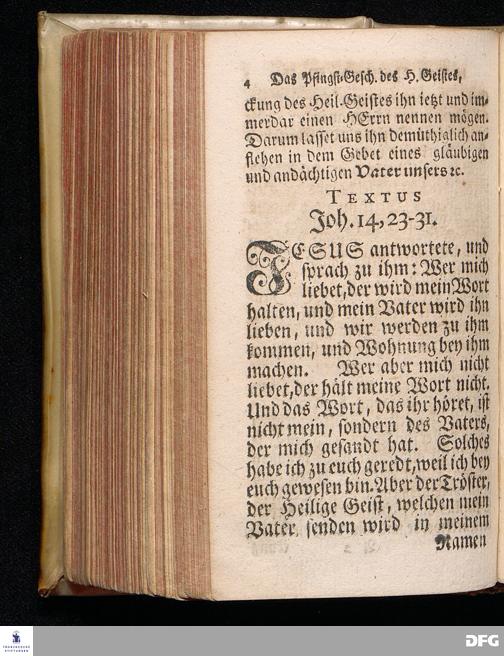 4 Das Pfingst-Gesch. des H. Geistes,
ckung des Heil. Geistes ihn ietzt und im-
merdar einen HErrn nennen mögen.
Darum lasset uns ihn demüthiglich an-
flehen in dem Gebet eines gläubigen
und andächtigen Vater unsers ꝛc.
TEXTUS
Joh. 14, 23-31.
JESUS antwortete, und
sprach zu ihm: Wer mich
liebet, der wird mein Wort
halten, und mein Vater wird ihn
lieben, und wir werden zu ihm
kommen, und Wohnung bey ihm
machen. Wer aber mich nicht
liebet, der hält meine Wort nicht.
Und das Wort, das ihr höret, ist
nicht mein, sondern des Vaters,
der mich gesandt hat. Solches
habe ich zu euch geredt, weil ich bey
euch gewesen bin. Aber der Tröster,
der Heilige Geist, welchen mein
Vater senden wird in meinem
Namen
FRANCKESCHE
STIFTUNGEN
DFG